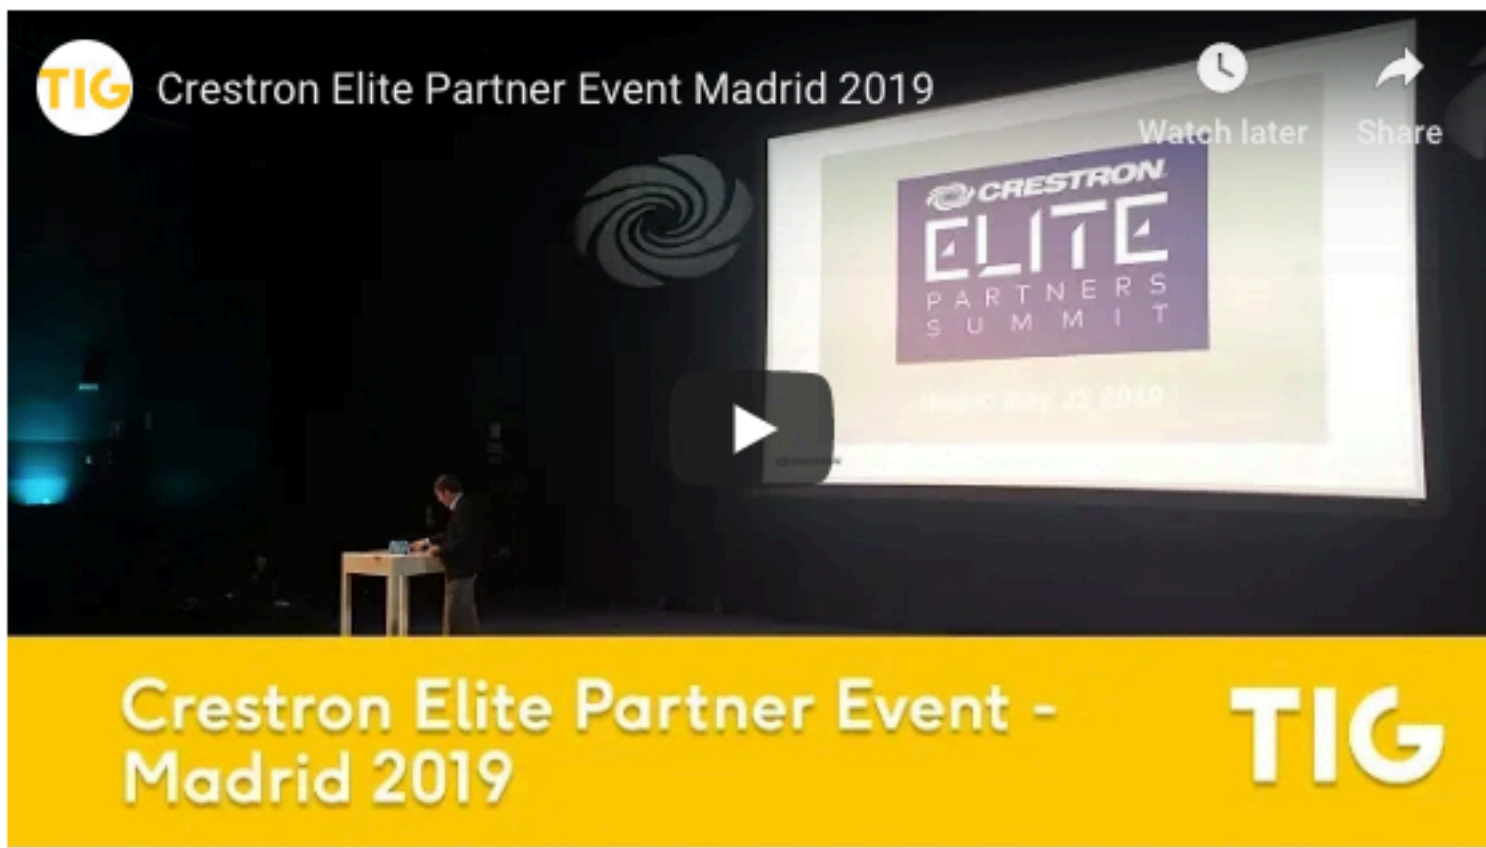 TIG
Crestron Elite Partner Event Madrid 2019
Watch later
Share
CRESTRON
ELITE
PARTNERS
SUMMIT
2019
Crestron Elite Partner Event -
Madrid 2019
TIG